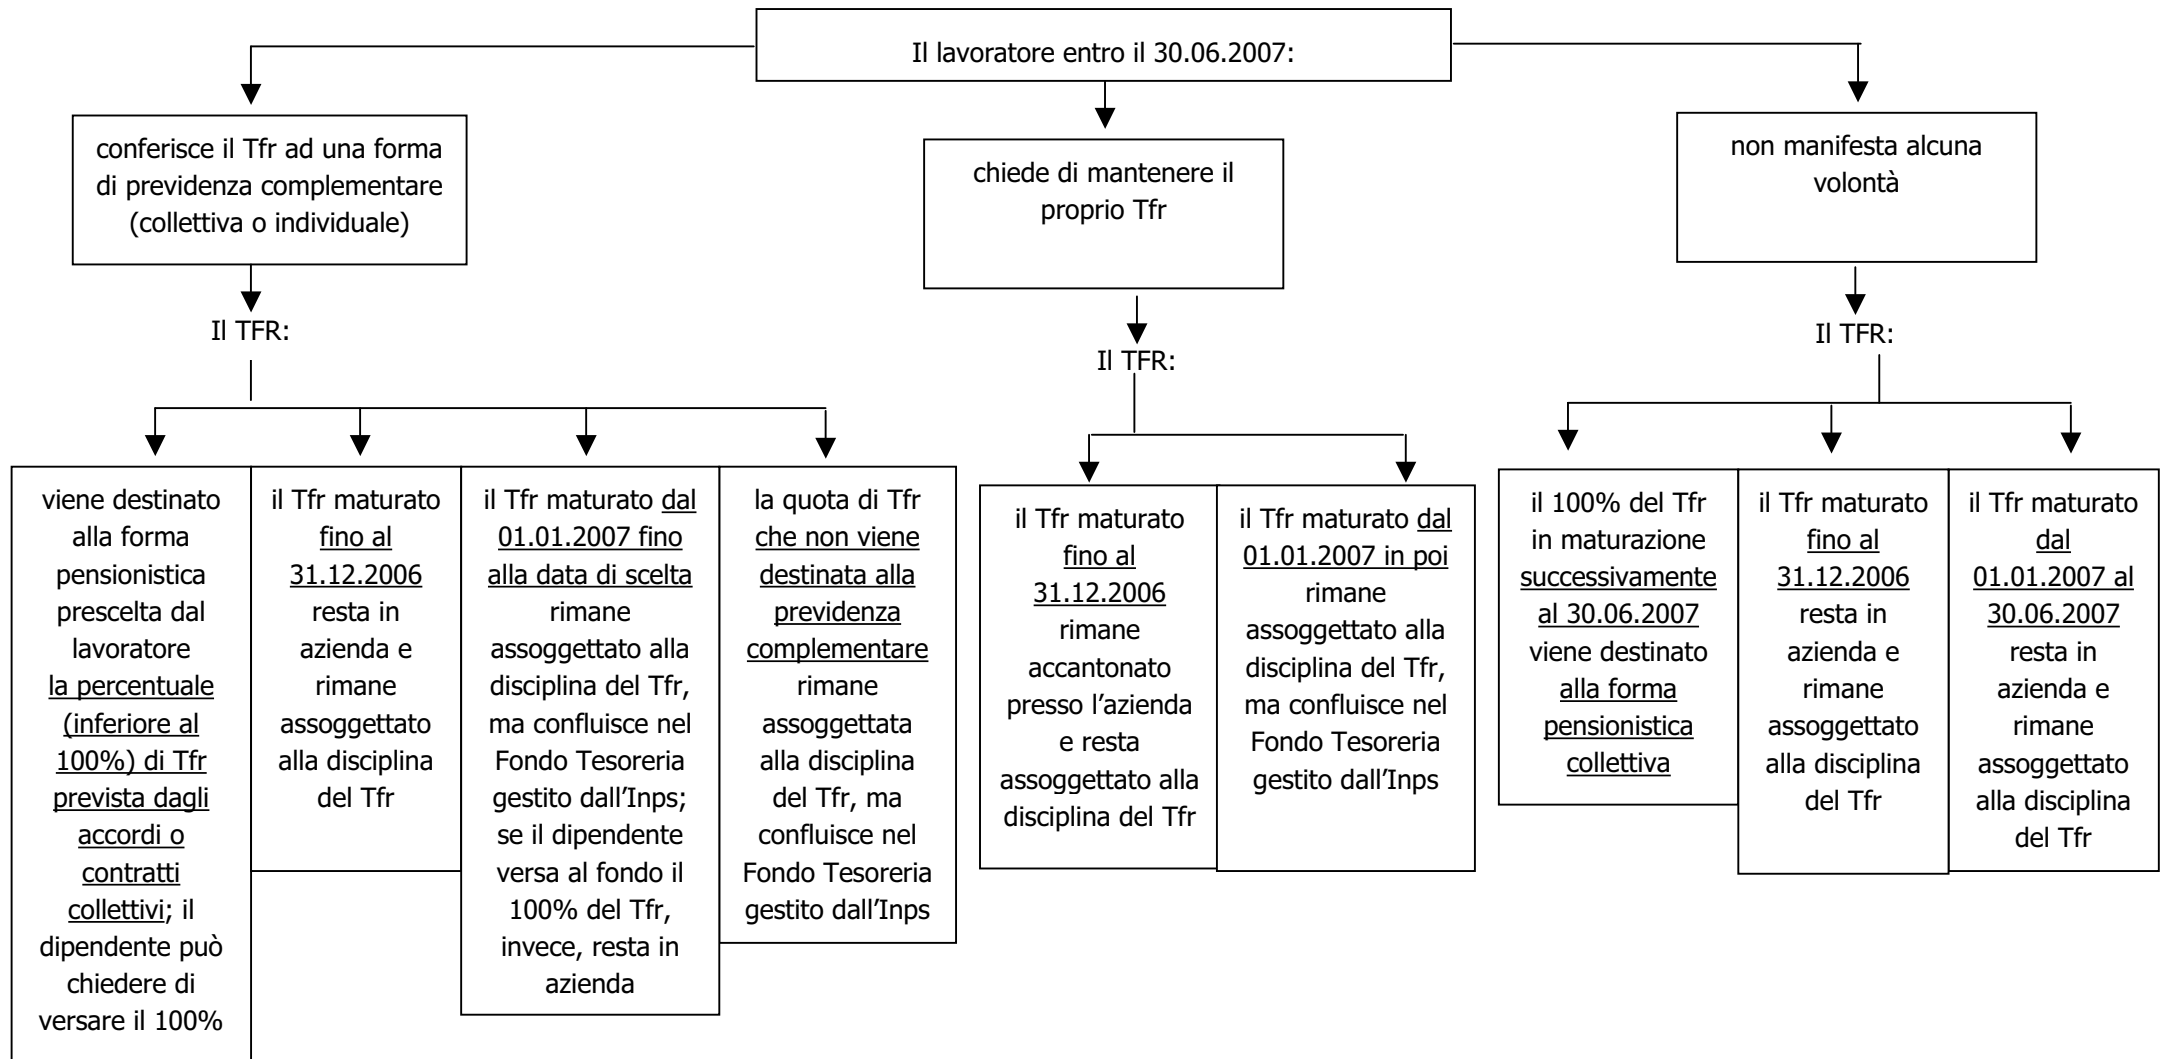 Il lavoratore entro il 30.06.2007:
conferisce il Tfr ad una forma
di previdenza complementare
(collettiva o individuale)
Il TFR:
viene destinato
alla forma
pensionistica
prescelta dal
lavoratore
la percentuale
(inferiore al
100%) di Tfr
prevista dagli
accordi o
contratti
collettivi; il
dipendente può
chiedere di
versare il 100%
il Tfr maturato
fino al
31.12.2006
resta in
azienda e
rimane
assoggettato
alla disciplina
del Tfr
il Tfr maturato dal
01.01.2007 fino
alla data di scelta
rimane
assoggettato alla
disciplina del Tfr,
ma confluisce nel
Fondo Tesoreria
gestito dall'Inps;
se il dipendente
versa al fondo il
100% del Tfr,
invece, resta in
azienda
la quota di Tfr
che non viene
destinata alla
previdenza
complementare
rimane
assoggettata
alla disciplina
del Tfr, ma
confluisce nel
Fondo Tesoreria
gestito dall'Inps
chiede di mantenere il
proprio Tfr
Il TFR:
il Tfr maturato
fino al
31.12.2006
rimane
accantonato
presso l'azienda
e resta
assoggettato alla
disciplina del Tfr
il Tfr maturato dal
01.01.2007 in poi
rimane
assoggettato alla
disciplina del Tfr,
ma confluisce nel
Fondo Tesoreria
gestito dall'Inps
non manifesta alcuna
volontà
Il TFR:
il 100% del Tfr
in maturazione
successivamente
al 30.06.2007
viene destinato
alla forma
pensionistica
collettiva
il Tfr maturato
fino al
31.12.2006
resta in
azienda e
rimane
assoggettato
alla disciplina
del Tfr
il Tfr maturato
dal
01.01.2007 al
30.06.2007
resta in
azienda e
rimane
assoggettato
alla disciplina
del Tfr